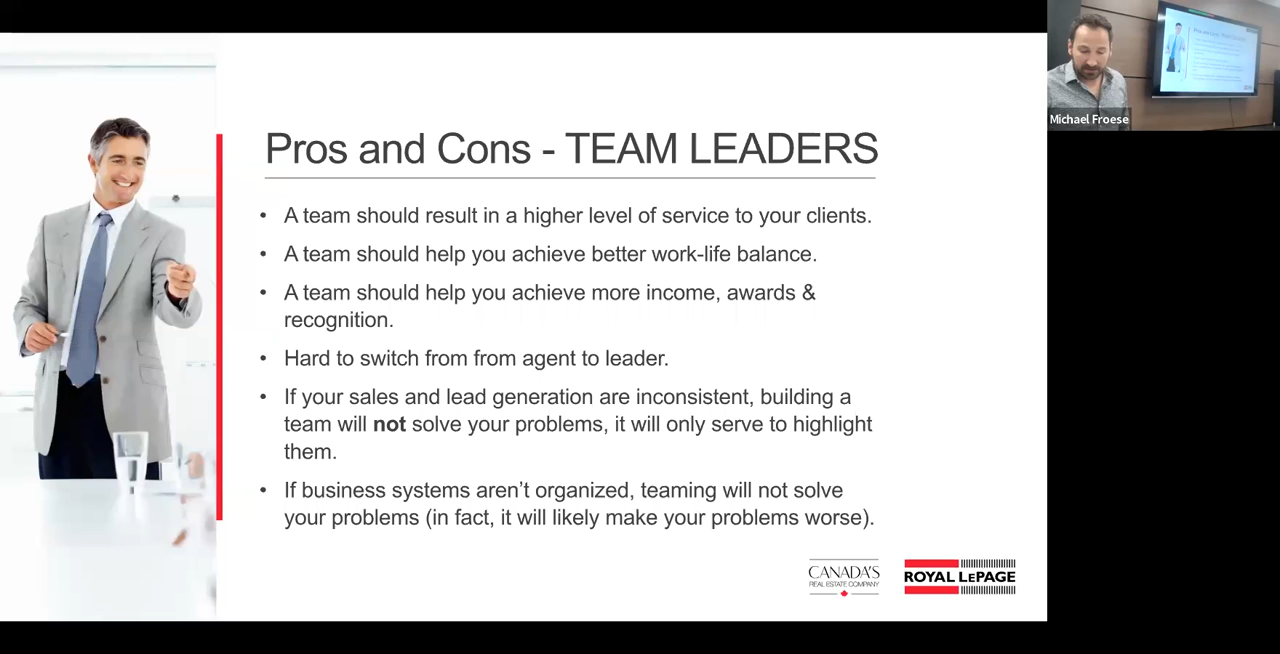 Pros and Cons - TEAM LEADERS
• A team should result in a higher level of service to your clients.
• A team should help you achieve better work-life balance.
• A team should help you achieve more income, awards &
recognition.
• Hard to switch from from agent to leader.
• If your sales and lead generation are inconsistent, building a
team will not solve your problems, it will only serve to highlight
them.
• If business systems aren’t organized, teaming will not solve
your problems (in fact, it will likely make your problems worse).
CANADA'S
REAL ESTATE COMPANY
ROYAL LEPAGE
Michael Froese